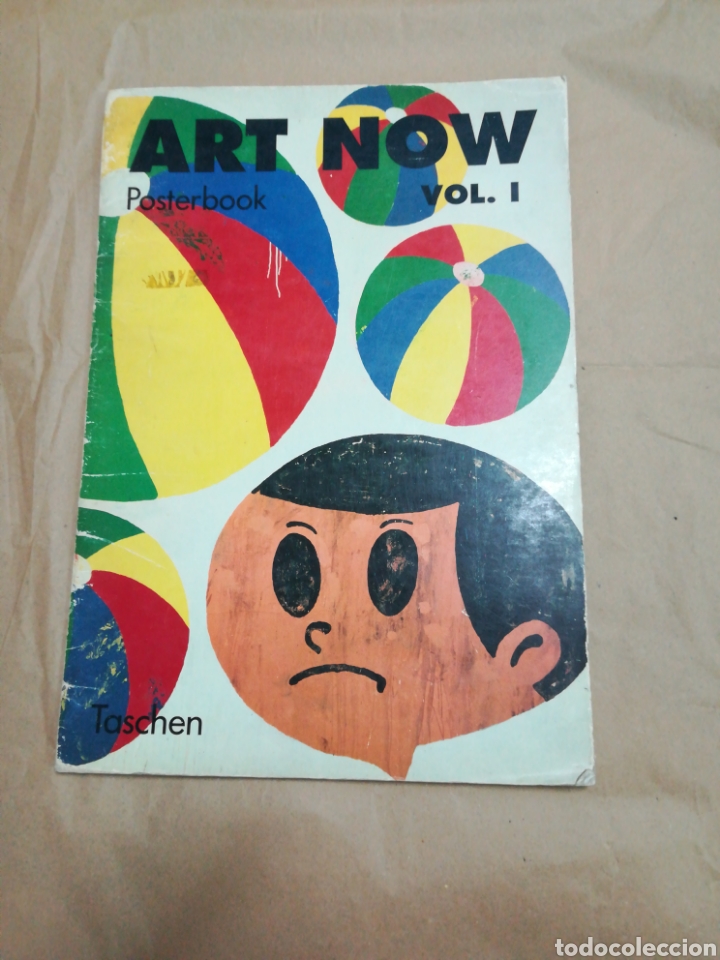 ART NOW
Posterbook VOL. I
Taschen
todocoleccion